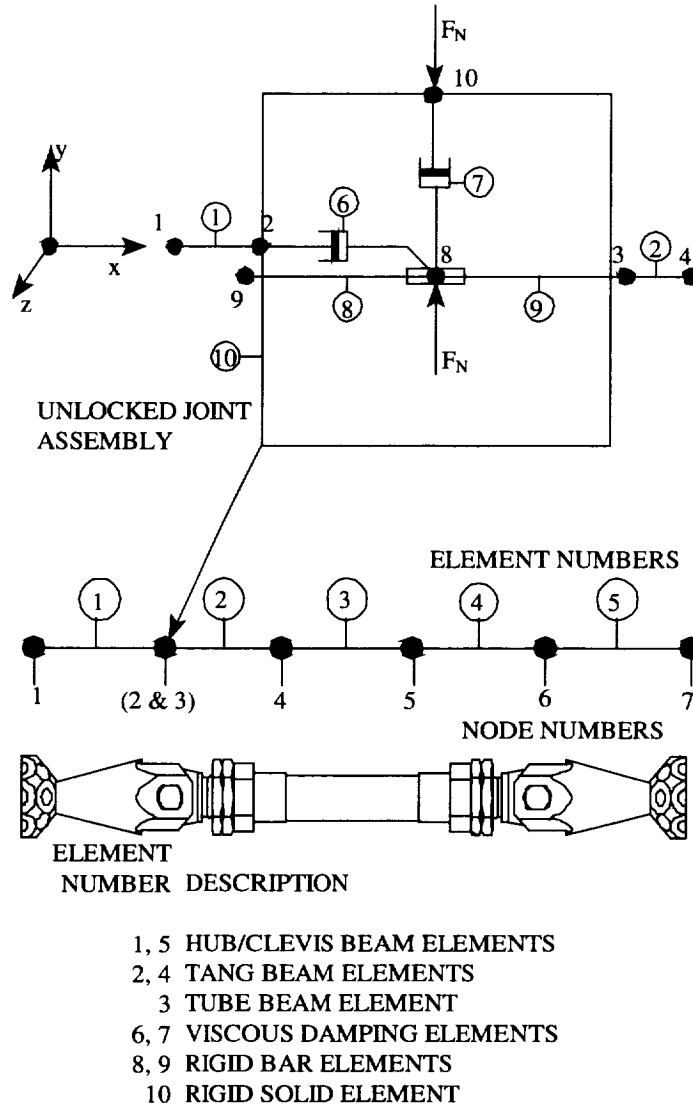 F_N
10
y
7
6
1
1
2
8
3
2
4
x
9
z
8
9
10
F_N
UNLOCKED JOINT
ASSEMBLY
ELEMENT NUMBERS
1
2
3
4
5
1
(2 & 3)
4
5
6
7
NODE NUMBERS
ELEMENT
NUMBER DESCRIPTION
1, 5 HUB/CLEVIS BEAM ELEMENTS
2, 4 TANG BEAM ELEMENTS
3 TUBE BEAM ELEMENT
6, 7 VISCOUS DAMPING ELEMENTS
8, 9 RIGID BAR ELEMENTS
10 RIGID SOLID ELEMENT